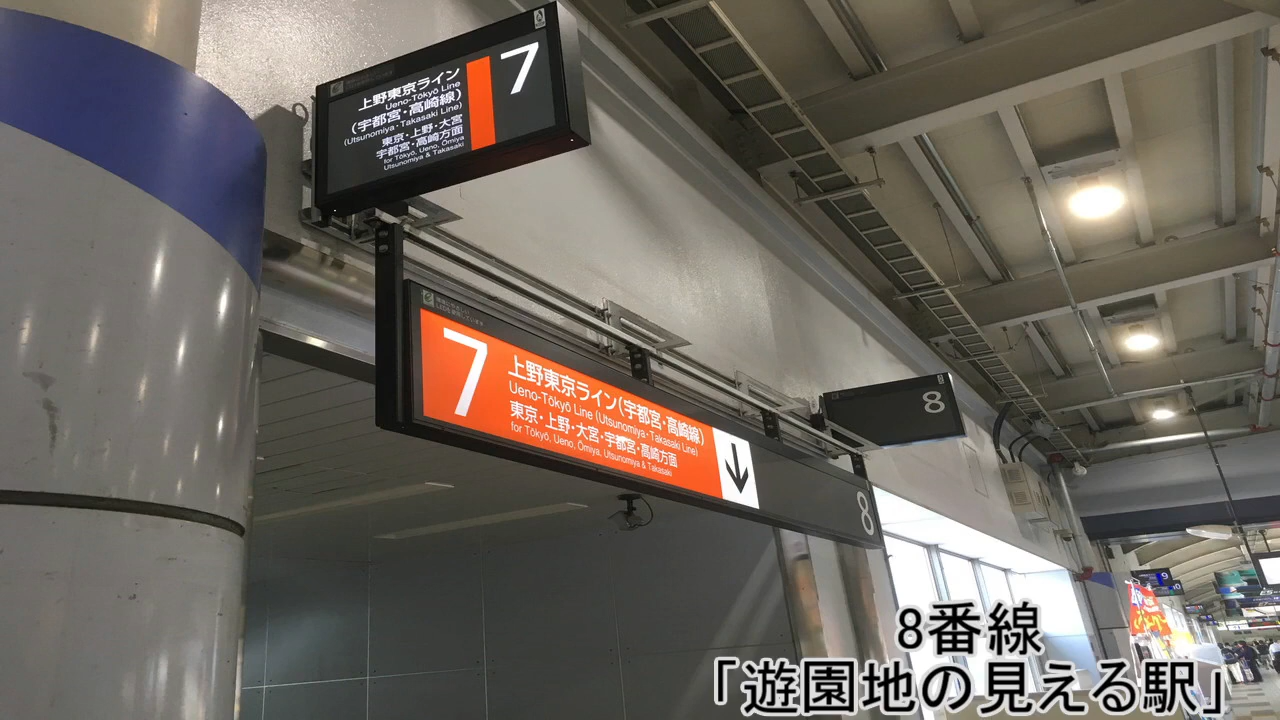 7
上野東京ライン
Ueno-Tōkyō Line
(宇都宮・高崎線)
(Utsunomiya・Takasaki Line)
東京・上野・大宮
宇都宮・高崎方面
for Tōkyō, Ueno, Ōmiya
Utsunomiya & Takasaki
7
上野東京ライン(宇都宮・高崎線)
Ueno-Tōkyō Line (Utsunomiya・Takasaki Line)
東京・上野・大宮・宇都宮・高崎方面
for Tōkyō, Ueno, Ōmiya, Utsunomiya & Takasaki
8
8
9
8番線
「遊園地の見える駅」